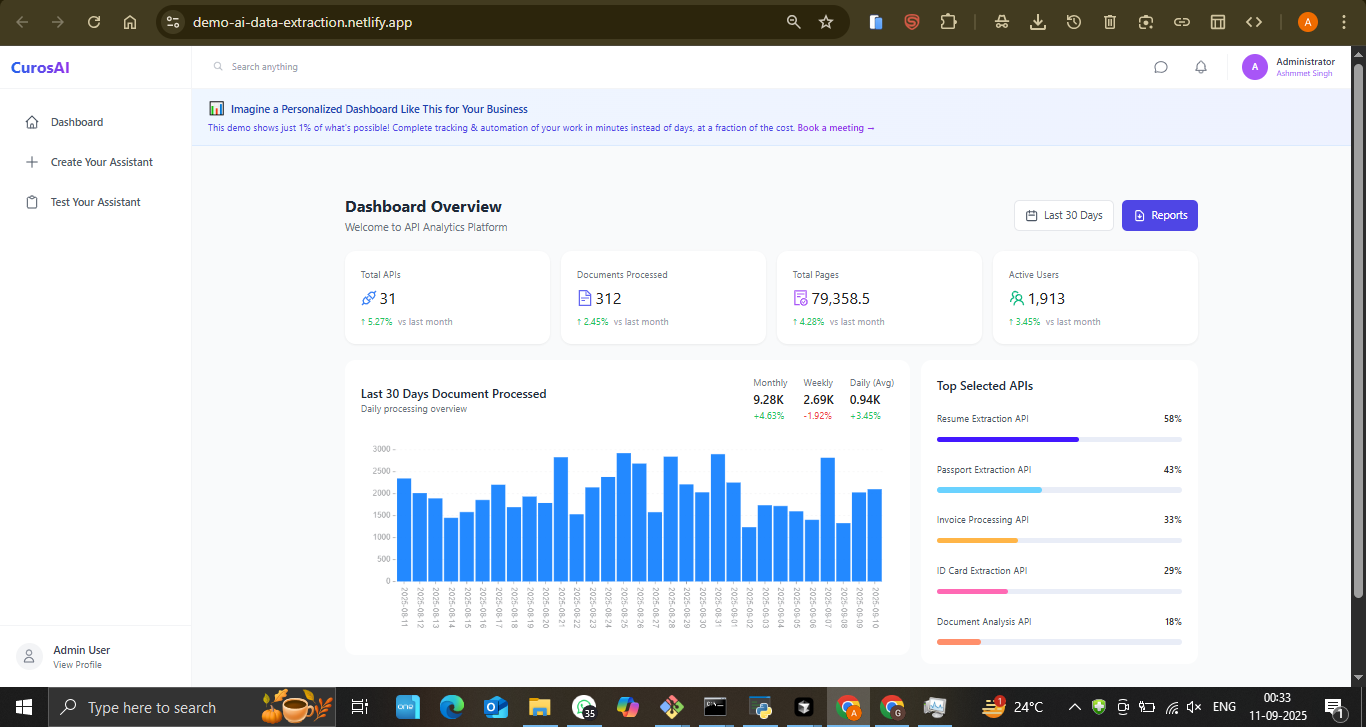 demo-ai-data-extraction.netlify.app
A
CurosAI
Search anything
A
Administrator
Ashmmet Singh
Imagine a Personalized Dashboard Like This for Your Business
This demo shows just 1% of what's possible! Complete tracking & automation of your work in minutes instead of days, at a fraction of the cost. Book a meeting →
Dashboard
Create Your Assistant
Test Your Assistant
Dashboard Overview
Welcome to API Analytics Platform
Last 30 Days
Reports
Total APIs
31
↑ 5.27% vs last month
Documents Processed
312
↑ 2.45% vs last month
Total Pages
79,358.5
↑ 4.28% vs last month
Active Users
1,913
↑ 3.45% vs last month
Last 30 Days Document Processed
Daily processing overview
Monthly
9.28K
+4.63%
Weekly
2.69K
-1.92%
Daily (Avg)
0.94K
+3.45%
3000
2500
2000
1500
1000
500
0
2025-08-11
2025-08-12
2025-08-13
2025-08-14
2025-08-15
2025-08-16
2025-08-17
2025-08-18
2025-08-19
2025-08-20
2025-08-21
2025-08-22
2025-08-23
2025-08-24
2025-08-25
2025-08-26
2025-08-27
2025-08-28
2025-08-29
2025-08-30
2025-08-31
2025-09-01
2025-09-02
2025-09-03
2025-09-04
2025-09-05
2025-09-06
2025-09-07
2025-09-08
2025-09-09
2025-09-10
Top Selected APIs
Resume Extraction API 58%
Passport Extraction API 43%
Invoice Processing API 33%
ID Card Extraction API 29%
Document Analysis API 18%
Admin User
View Profile
Type here to search
one
35
A
G
1
24°C
ENG
00:33
11-09-2025
1